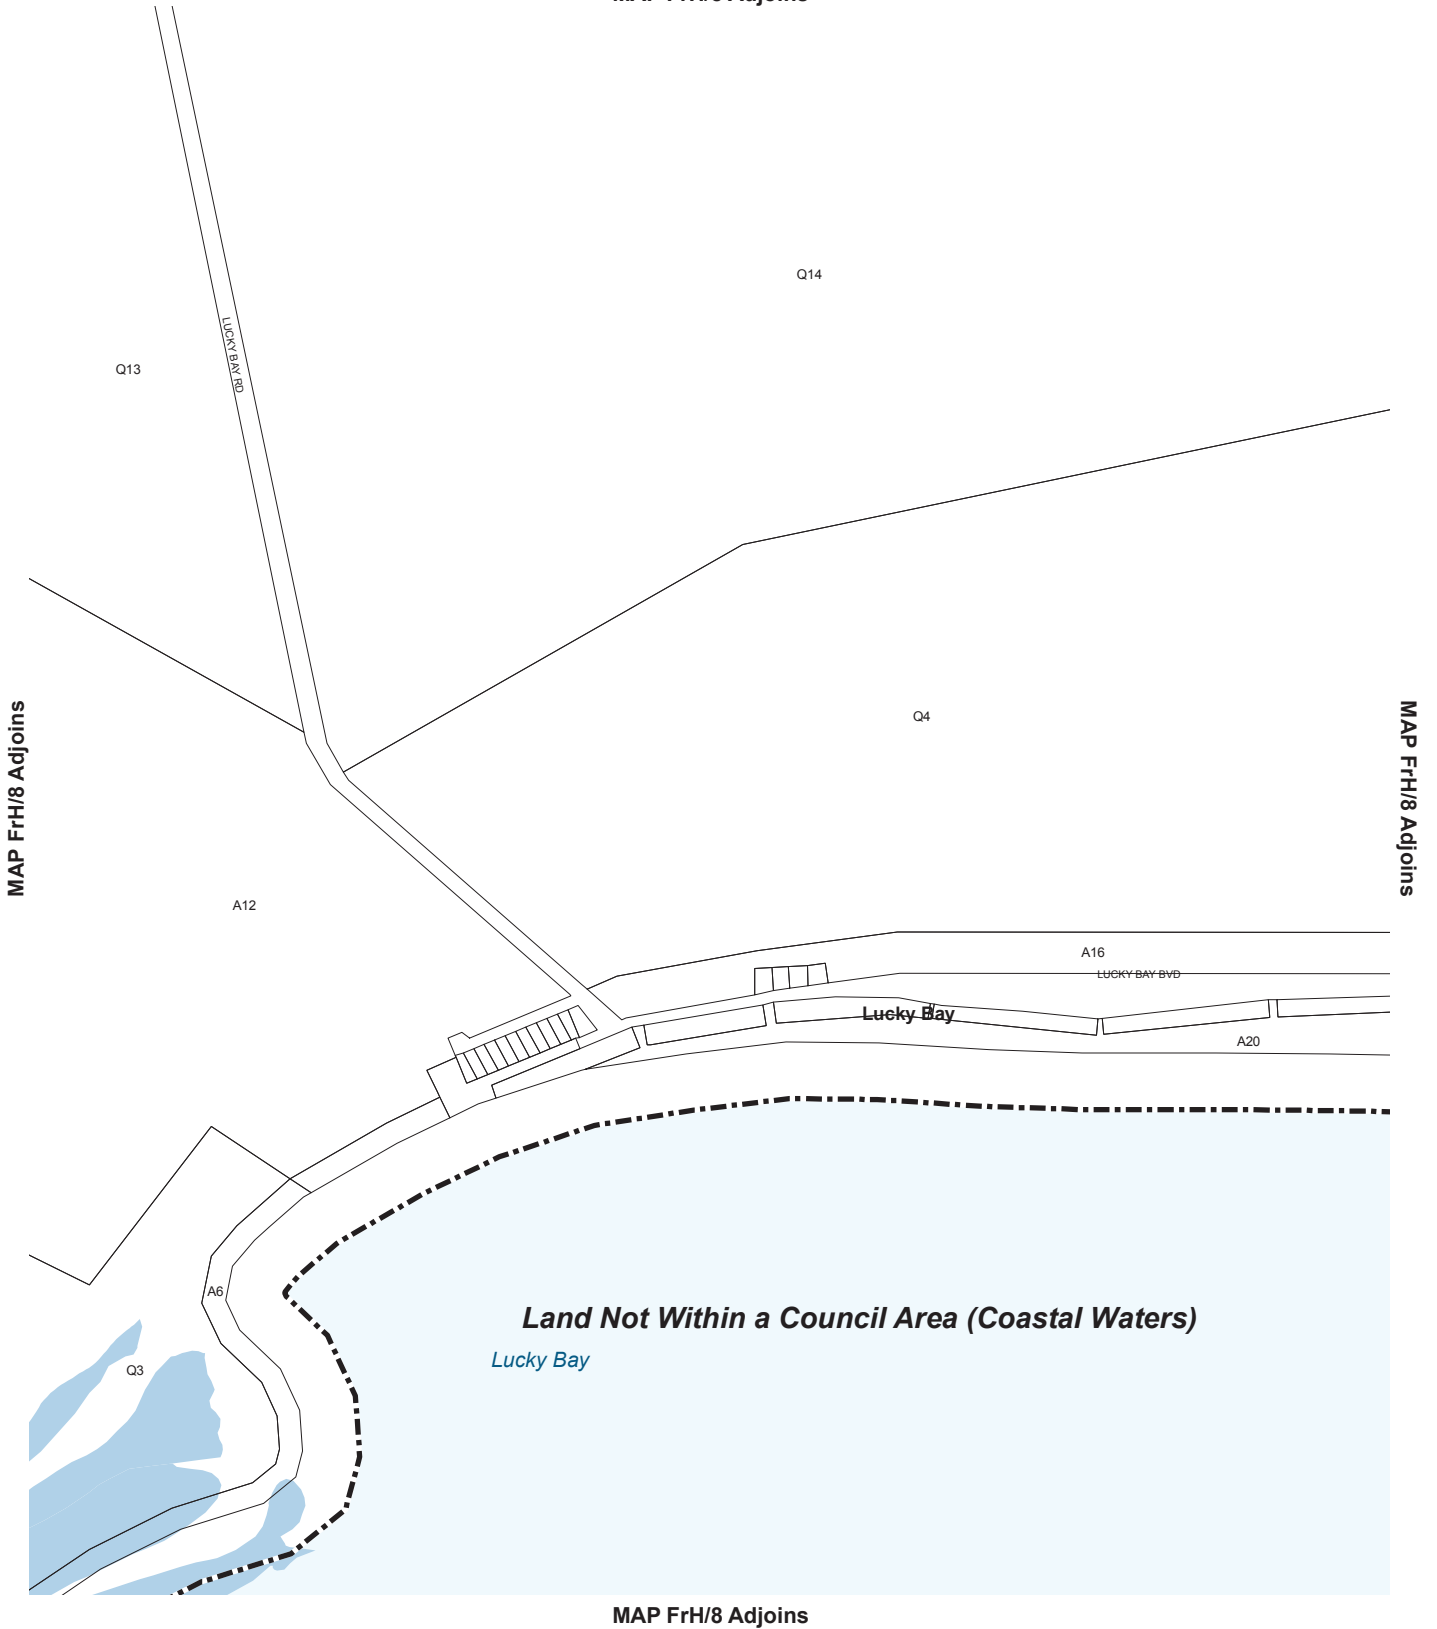 MAP FrH/8 Adjoins
Q14
LUCKY BAY RD
Q13
Q4
MAP FrH/8 Adjoins
MAP FrH/8 Adjoins
A12
A16
LUCKY BAY BVD
Lucky Bay
A20
A6
Land Not Within a Council Area (Coastal Waters)
Lucky Bay
Q3
MAP FrH/8 Adjoins